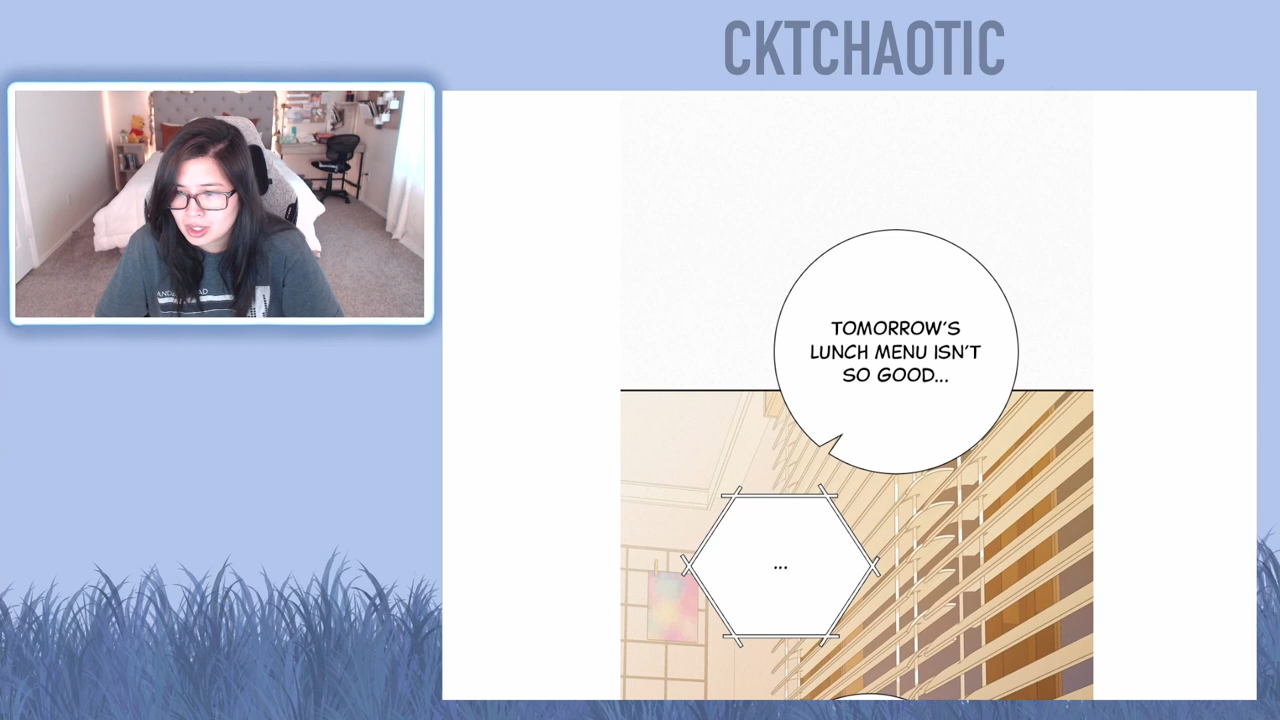 CKTCHAOTIC
TOMORROW'S
LUNCH MENU ISN'T
SO GOOD...
...